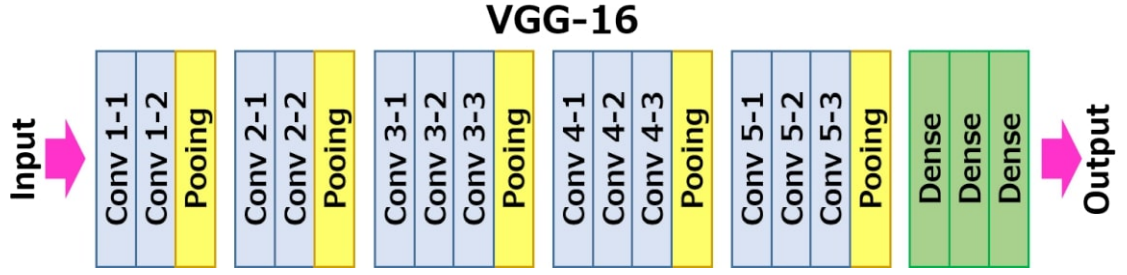 VGG-16
Input
Conv 1-1
Conv 1-2
Pooing
Conv 2-1
Conv 2-2
Pooing
Conv 3-1
Conv 3-2
Conv 3-3
Pooing
Conv 4-1
Conv 4-2
Conv 4-3
Pooing
Conv 5-1
Conv 5-2
Conv 5-3
Pooing
Dense
Dense
Dense
Output